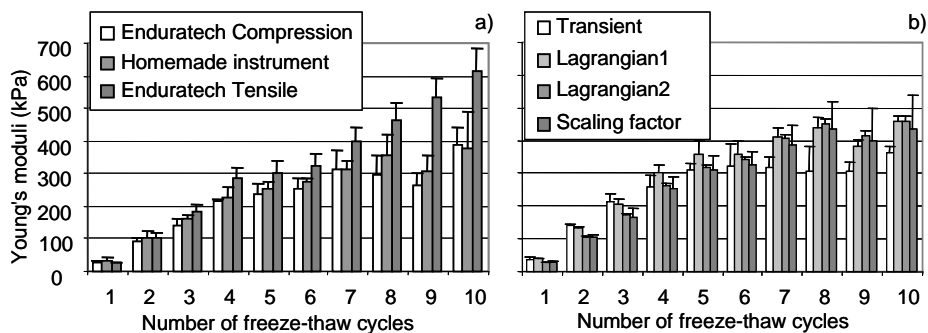 a)
Enduratech Compression
Homemade instrument
Enduratech Tensile
Young's moduli (kPa)
700
600
500
400
300
200
100
0
1 2 3 4 5 6 7 8 9 10
Number of freeze-thaw cycles
b)
Transient
Lagrangian1
Lagrangian2
Scaling factor
1 2 3 4 5 6 7 8 9 10
Number of freeze-thaw cycles